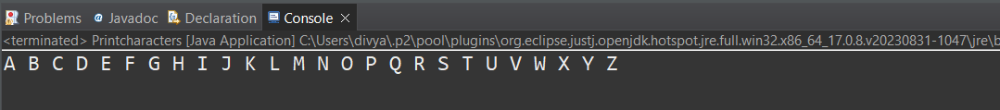 Problems @ Javadoc Declaration Console
<terminated> Printcharacters [Java Application] C:\Users\divya\.p2\pool\plugins\org.eclipse.justj.openjdk.hotspot.jre.full.win32.x86_64_17.0.8.v20230831-1047\jre\b
A B C D E F G H I J K L M N O P Q R S T U V W X Y Z